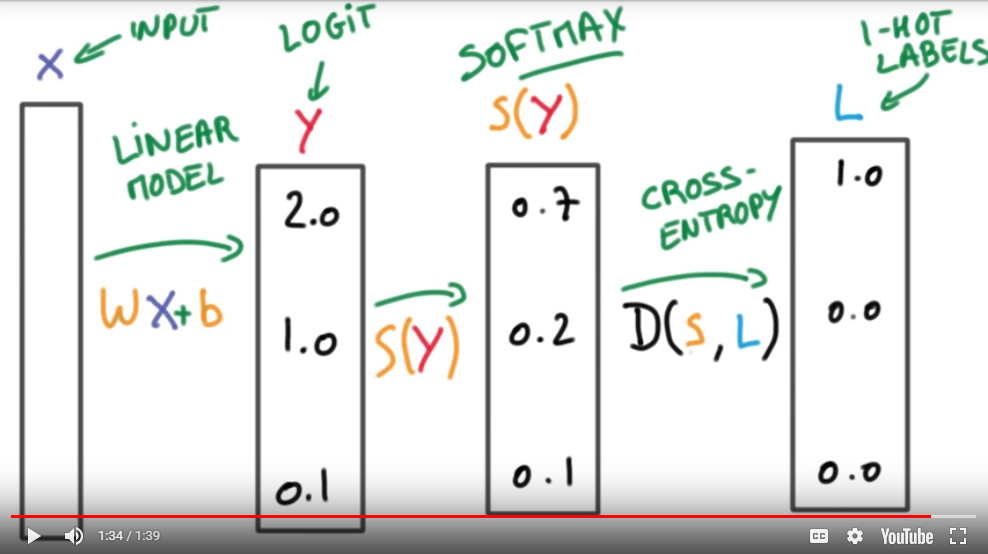 X
INPUT
LOGIT
Y
SOFTMAX
S(Y)
1-HOT
LABELS
L
LINEAR
MODEL
WX+b
2.0
1.0
0.1
S(Y)
0.7
0.2
0.1
CROSS-
ENTROPY
D(S,L)
1.0
0.0
0.0
1:34 / 1:39
CC
YouTube